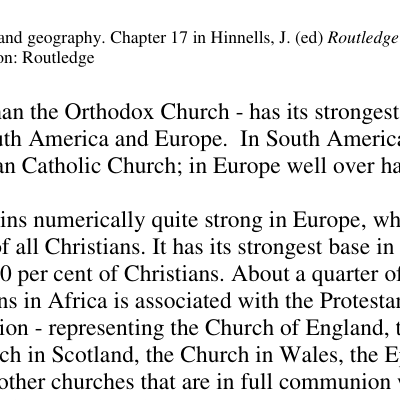 and geography. Chapter 17 in Hinnells, J. (ed) Routledge
on: Routledge
an the Orthodox Church - has its strongest
th America and Europe. In South America
an Catholic Church; in Europe well over ha
ins numerically quite strong in Europe, wh
of all Christians. It has its strongest base in
0 per cent of Christians. About a quarter of
ns in Africa is associated with the Protestan
ion - representing the Church of England, t
ch in Scotland, the Church in Wales, the E
other churches that are in full communion